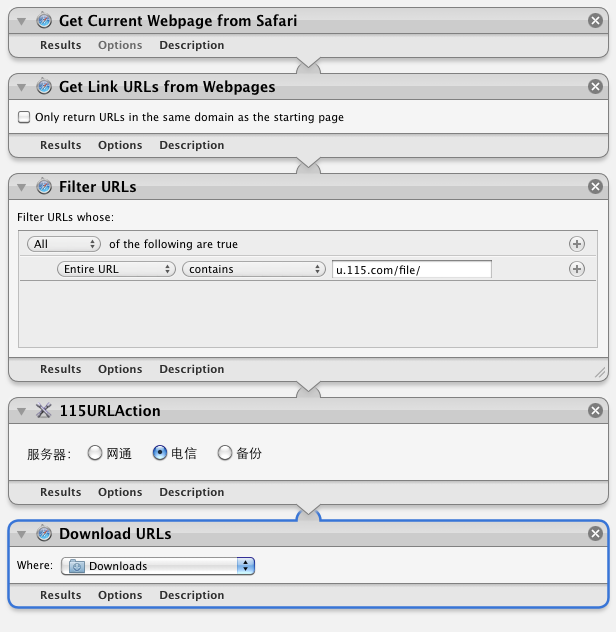 Get Current Webpage from Safari
Results Options Description
Get Link URLs from Webpages
Only return URLs in the same domain as the starting page
Results Options Description
Filter URLs
Filter URLs whose:
All of the following are true
Entire URL contains u.115.com/file/
Results Options Description
115URLAction
服务器： 网通 电信 备份
Results Options Description
Download URLs
Where: Downloads
Results Options Description